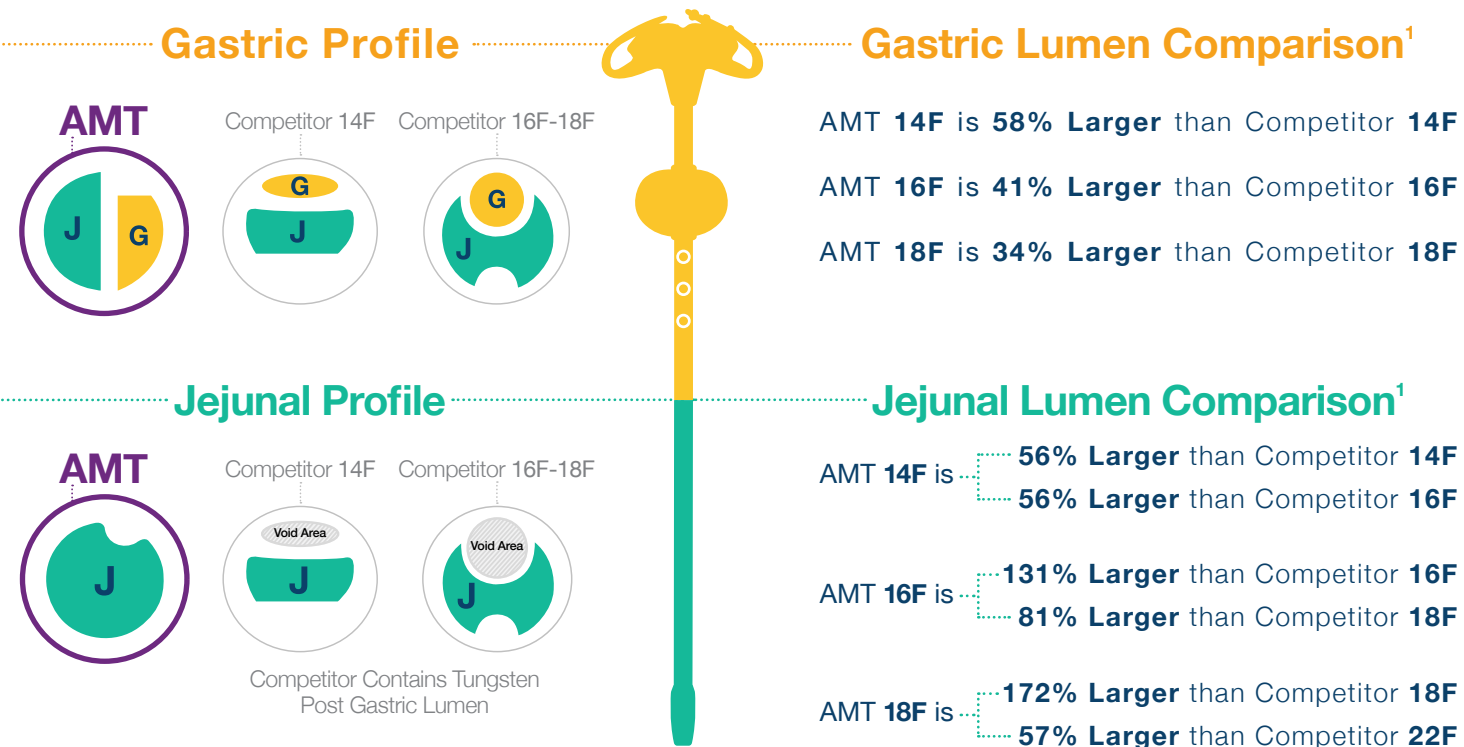 Gastric Profile
AMT
Competitor 14F
Competitor 16F-18F
J
G
G
J
G
J
Gastric Lumen Comparison¹
AMT 14F is 58% Larger than Competitor 14F
AMT 16F is 41% Larger than Competitor 16F
AMT 18F is 34% Larger than Competitor 18F
Jejunal Profile
AMT
Competitor 14F
Competitor 16F-18F
J
Void Area
J
Void Area
J
Competitor Contains Tungsten
Post Gastric Lumen
Jejunal Lumen Comparison¹
AMT 14F is
56% Larger than Competitor 14F
56% Larger than Competitor 16F
AMT 16F is
131% Larger than Competitor 16F
81% Larger than Competitor 18F
AMT 18F is
172% Larger than Competitor 18F
57% Larger than Competitor 22F